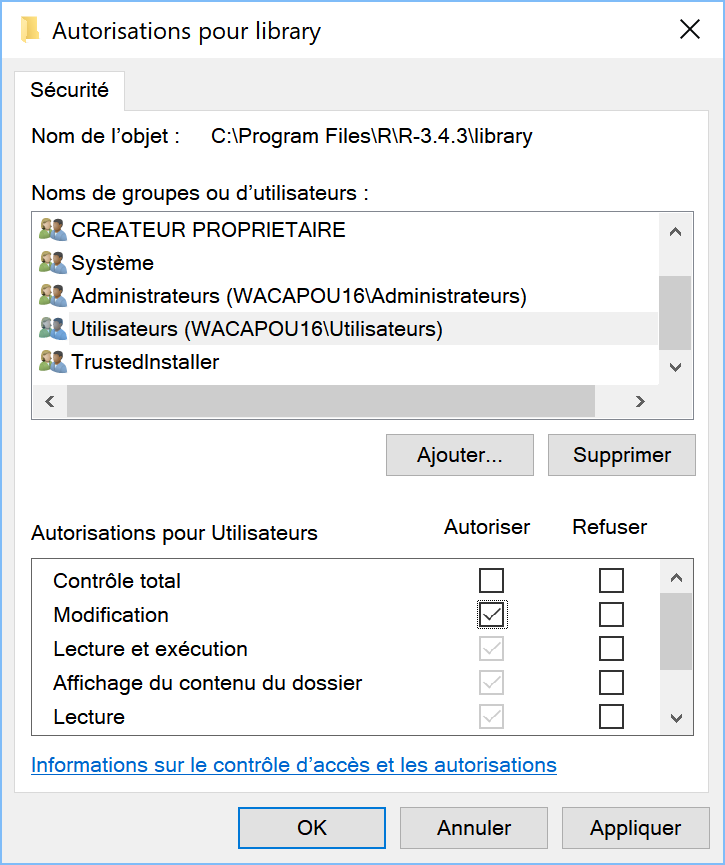 Autorisations pour library
Sécurité
Nom de l’objet : C:\Program Files\R\R-3.4.3\library
Noms de groupes ou d’utilisateurs :
CREATEUR PROPRIETAIRE
Système
Administrateurs (WACAPOU16\Administrateurs)
Utilisateurs (WACAPOU16\Utilisateurs)
TrustedInstaller
Ajouter... Supprimer
Autorisations pour Utilisateurs Autoriser Refuser
Contrôle total
Modification
Lecture et exécution
Affichage du contenu du dossier
Lecture
Informations sur le contrôle d’accès et les autorisations
OK Annuler Appliquer